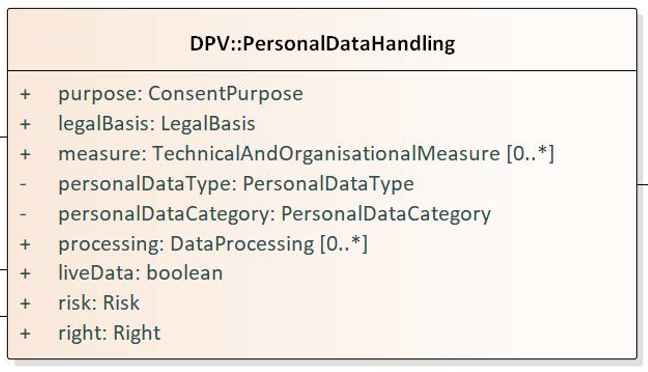 DPV::PersonalDataHandling
+ purpose: ConsentPurpose
+ legalBasis: LegalBasis
+ measure: TechnicalAndOrganisationalMeasure [0..*]
- personalDataType: PersonalDataType
- personalDataCategory: PersonalDataCategory
+ processing: DataProcessing [0..*]
+ liveData: boolean
+ risk: Risk
+ right: Right